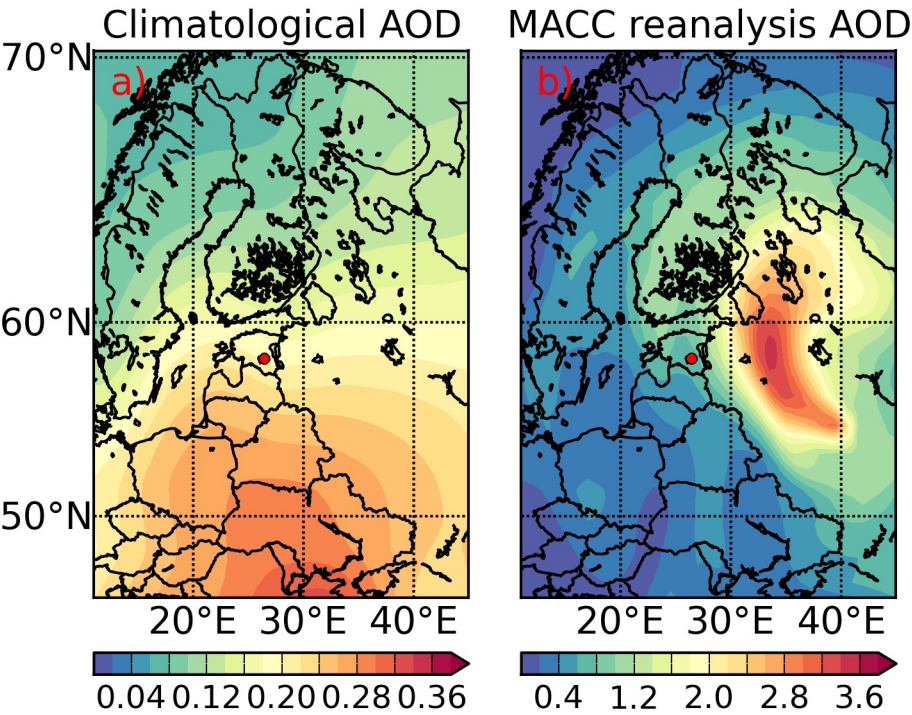 Climatological AOD
MACC reanalysis AOD
a)
b)
70°N
60°N
50°N
20°E 30°E 40°E
20°E 30°E 40°E
0.04 0.12 0.20 0.28 0.36
0.4 1.2 2.0 2.8 3.6